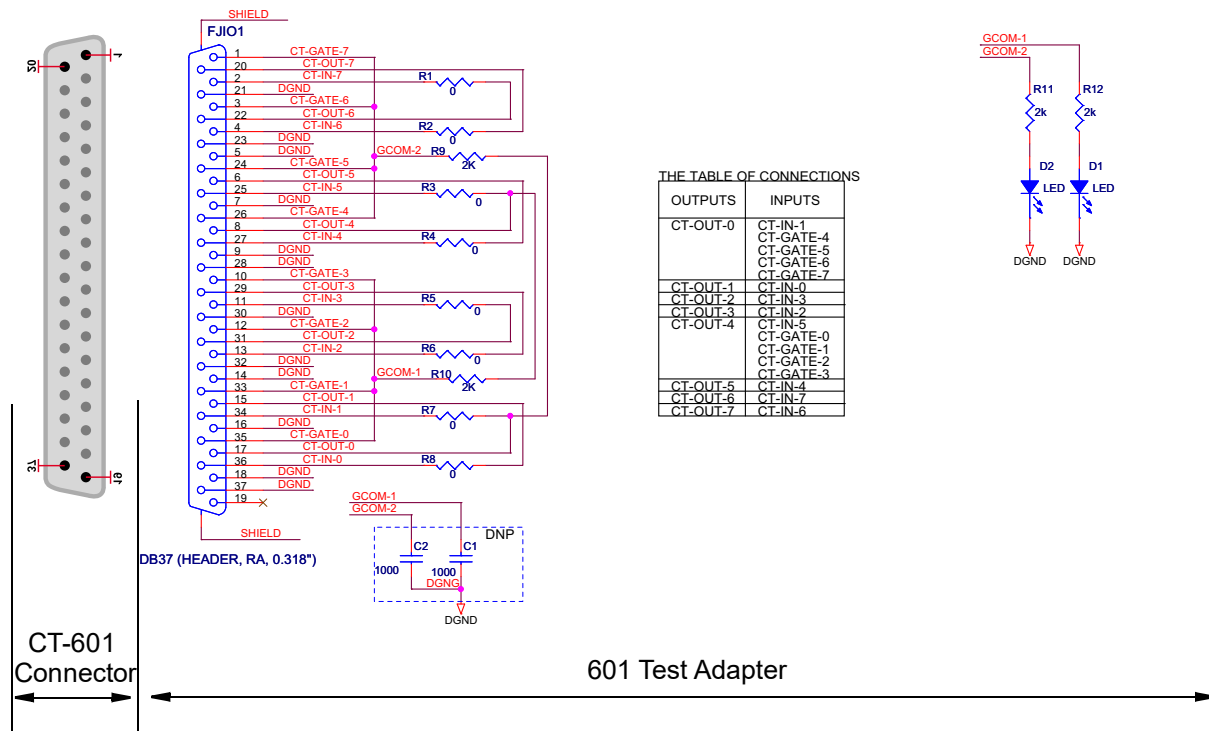 SHIELD
FJIO1
1
20
37
19
1 CT-GATE-7
20 CT-OUT-7
2 CT-IN-7 R1 0
21 DGND
3 CT-GATE-6
22 CT-OUT-6
4 CT-IN-6 R2 0
23 DGND
5 DGND GCOM-2 R9 2K
24 CT-GATE-5
6 CT-OUT-5
25 CT-IN-5 R3 0
7 DGND
26 CT-GATE-4
8 CT-OUT-4
27 CT-IN-4 R4 0
9 DGND
28 DGND
10 CT-GATE-3
29 CT-OUT-3
11 CT-IN-3 R5 0
30 DGND
12 CT-GATE-2
31 CT-OUT-2
13 CT-IN-2 R6 0
32 DGND
14 DGND GCOM-1 R10 2K
33 CT-GATE-1
15 CT-OUT-1
34 CT-IN-1 R7 0
16 DGND
35 CT-GATE-0
17 CT-OUT-0
36 CT-IN-0 R8 0
18 DGND
37 DGND
19
SHIELD
DB37 (HEADER, RA, 0.318")
GCOM-1
GCOM-2
DNP
C2 C1
1000 1000
DGNG
DGND
THE TABLE OF CONNECTIONS
OUTPUTS INPUTS
CT-OUT-0 CT-IN-1
CT-GATE-4
CT-GATE-5
CT-GATE-6
CT-GATE-7
CT-OUT-1 CT-IN-0
CT-OUT-2 CT-IN-3
CT-OUT-3 CT-IN-2
CT-OUT-4 CT-IN-5
CT-GATE-0
CT-GATE-1
CT-GATE-2
CT-GATE-3
CT-OUT-5 CT-IN-4
CT-OUT-6 CT-IN-7
CT-OUT-7 CT-IN-6
GCOM-1
GCOM-2
R11 R12
2k 2k
D2 D1
LED LED
DGND DGND
CT-601
Connector
601 Test Adapter